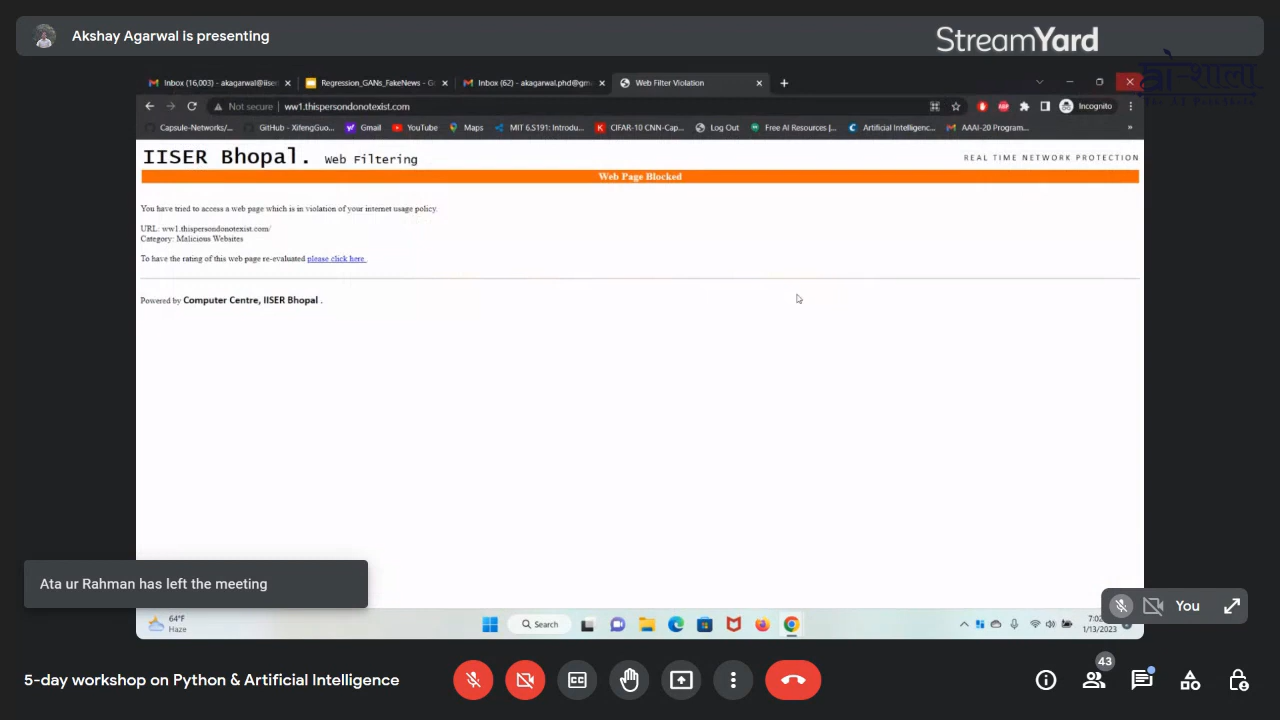 Akshay Agarwal is presenting
StreamYard
ai-शाला
Inbox (16,003) - akagarwal@iiser
Regression_GANs_FakeNews - G
Inbox (62) - akagarwal.phd@gm
Web Filter Violation
Not secure
ww1.thispersondonotexist.com
Incognito
Capsule-Networks/...
GitHub - XifengGuo...
Gmail
YouTube
Maps
MIT 6.S191: Introdu...
CIFAR-10 CNN-Cap...
Log Out
Free AI Resources |...
Artificial Intelligenc...
AAAI-20 Program...
»
IISER Bhopal. Web Filtering
REAL TIME NETWORK PROTECTION
Web Page Blocked
You have tried to access a web page which is in violation of your internet usage policy.
URL: ww1.thispersondonotexist.com/
Category: Malicious Websites
To have the rating of this web page re-evaluated please click here .
Powered by Computer Centre, IISER Bhopal .
Ata ur Rahman has left the meeting
You
64°F
Haze
Search
7:02
1/13/2023
5-day workshop on Python & Artificial Intelligence
43